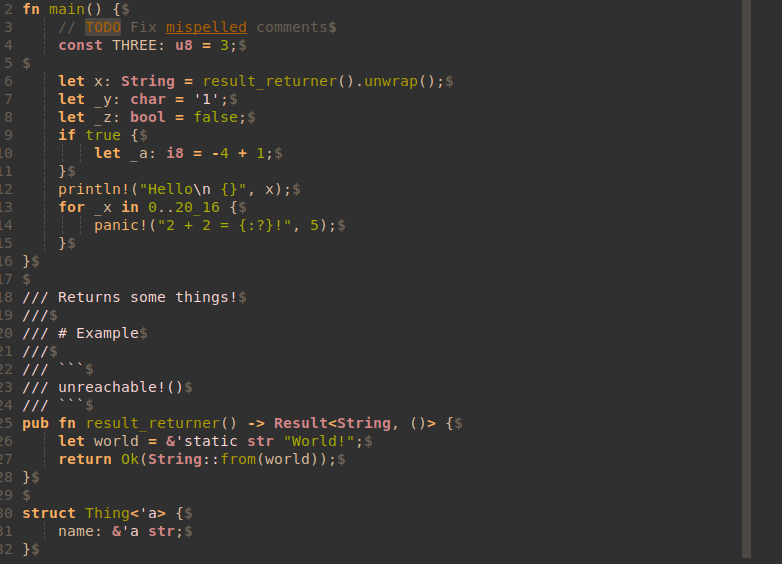 2 fn main() {$
3     // TODO Fix mispelled comments$
4     const THREE: u8 = 3;$
5 $
6     let x: String = result_returner().unwrap();$
7     let _y: char = '1';$
8     let _z: bool = false;$
9     if true {$
10         let _a: i8 = -4 + 1;$
11     }$
12     println!("Hello\n {}", x);$
13     for _x in 0..20_16 {$
14         panic!("2 + 2 = {:?}!", 5);$
15     }$
16 }$
17 $
18 /// Returns some things!$
19 ///$
20 /// # Example$
21 ///$
22 /// ```$
23 /// unreachable!()$
24 /// ```$
25 pub fn result_returner() -> Result<String, ()> {$
26     let world = &'static str "World!";$
27     return Ok(String::from(world));$
28 }$
29 $
30 struct Thing<'a> {$
31     name: &'a str;$
32 }$